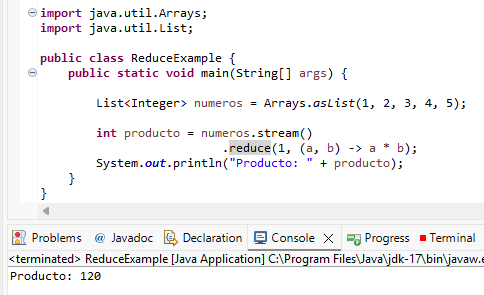 import java.util.Arrays;
import java.util.List;
public class ReduceExample {
public static void main(String[] args) {
List<Integer> numeros = Arrays.asList(1, 2, 3, 4, 5);
int producto = numeros.stream()
.reduce(1, (a, b) -> a * b);
System.out.println("Producto: " + producto);
}
}
Problems @ Javadoc Declaration Console Progress Terminal
<terminated> ReduceExample [Java Application] C:\Program Files\Java\jdk-17\bin\javaw.e
Producto: 120